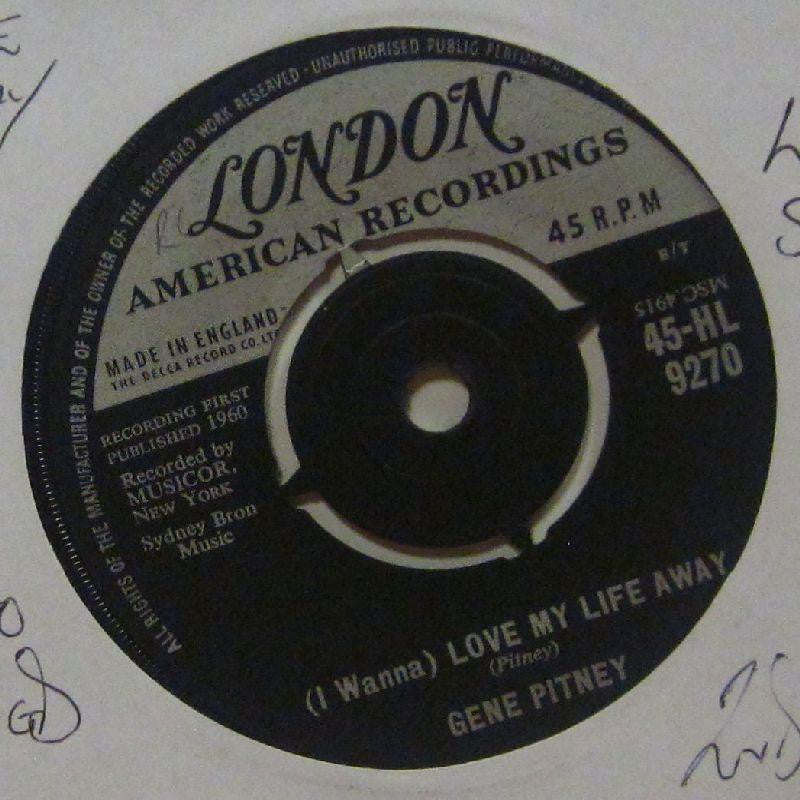 ALL RIGHTS OF THE MANUFACTURER AND OF THE OWNER OF THE RECORDED WORK RESERVED · UNAUTHORISED PUBLIC
LONDON
AMERICAN RECORDINGS
45 R.P.M
MADE IN ENGLAND
THE DECCA RECORD CO. LT
MSC.4915
45-HL
9270
RECORDING FIRST
PUBLISHED 1960
Recorded by
MUSICOR,
NEW YORK
Sydney Bron
Music
(I Wanna) LOVE MY LIFE AWAY
(Pitney)
GENE PITNEY